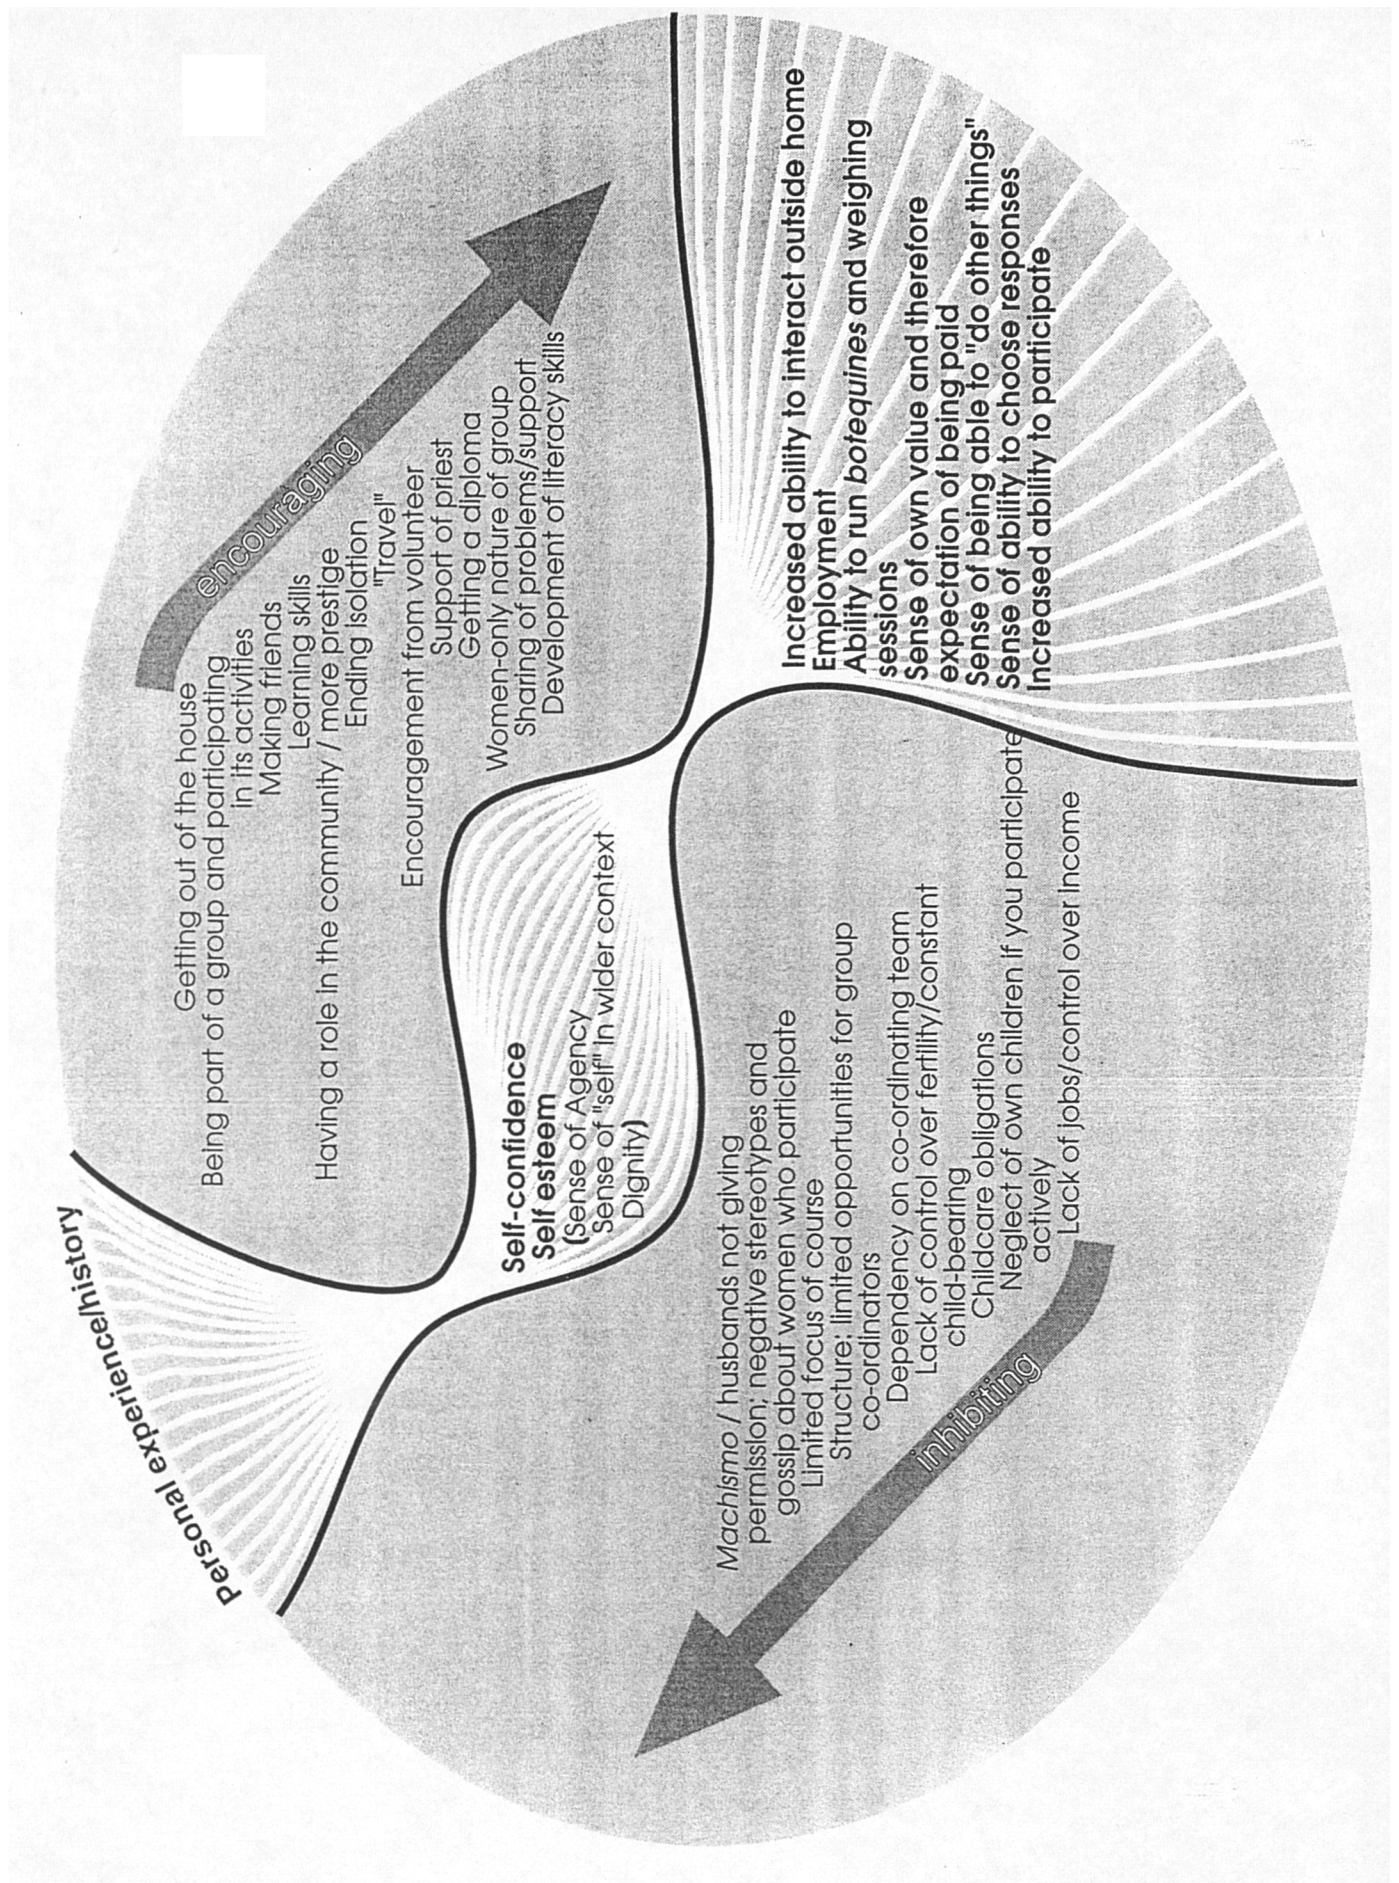 Personal experience/history
encouraging
Getting out of the house
Being part of a group and participating
in its activities
Making friends
Learning skills
Having a role in the community / more prestige
Ending isolation
"Travel"
Encouragement from volunteer
Support of priest
Getting a diploma
Women-only nature of group
Sharing of problems/support
Development of literacy skills
Self-confidence
Self esteem
(Sense of Agency
Sense of "self" in wider context
Dignity)
Machismo / husbands not giving
permission; negative stereotypes and
gossip about women who participate
Limited focus of course
Structure: limited opportunities for group
co-ordinators
Dependency on co-ordinating team
Lack of control over fertility/constant
child-bearing
Childcare obligations
Neglect of own children if you participate
actively
Lack of jobs/control over income
inhibiting
Increased ability to interact outside home
Employment
Ability to run botequines and weighing
sessions
Sense of own value and therefore
expectation of being paid
Sense of being able to "do other things"
Sense of ability to choose responses
Increased ability to participate